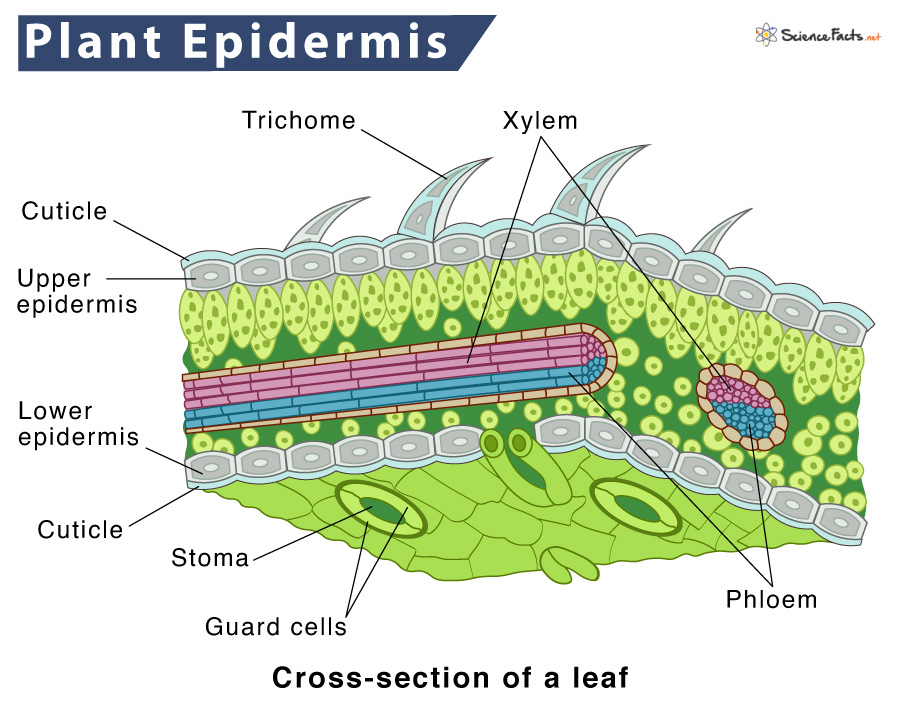 Plant Epidermis
ScienceFacts.net
Trichome
Xylem
Cuticle
Upper
epidermis
Lower
epidermis
Cuticle
Stoma
Guard cells
Phloem
Cross-section of a leaf